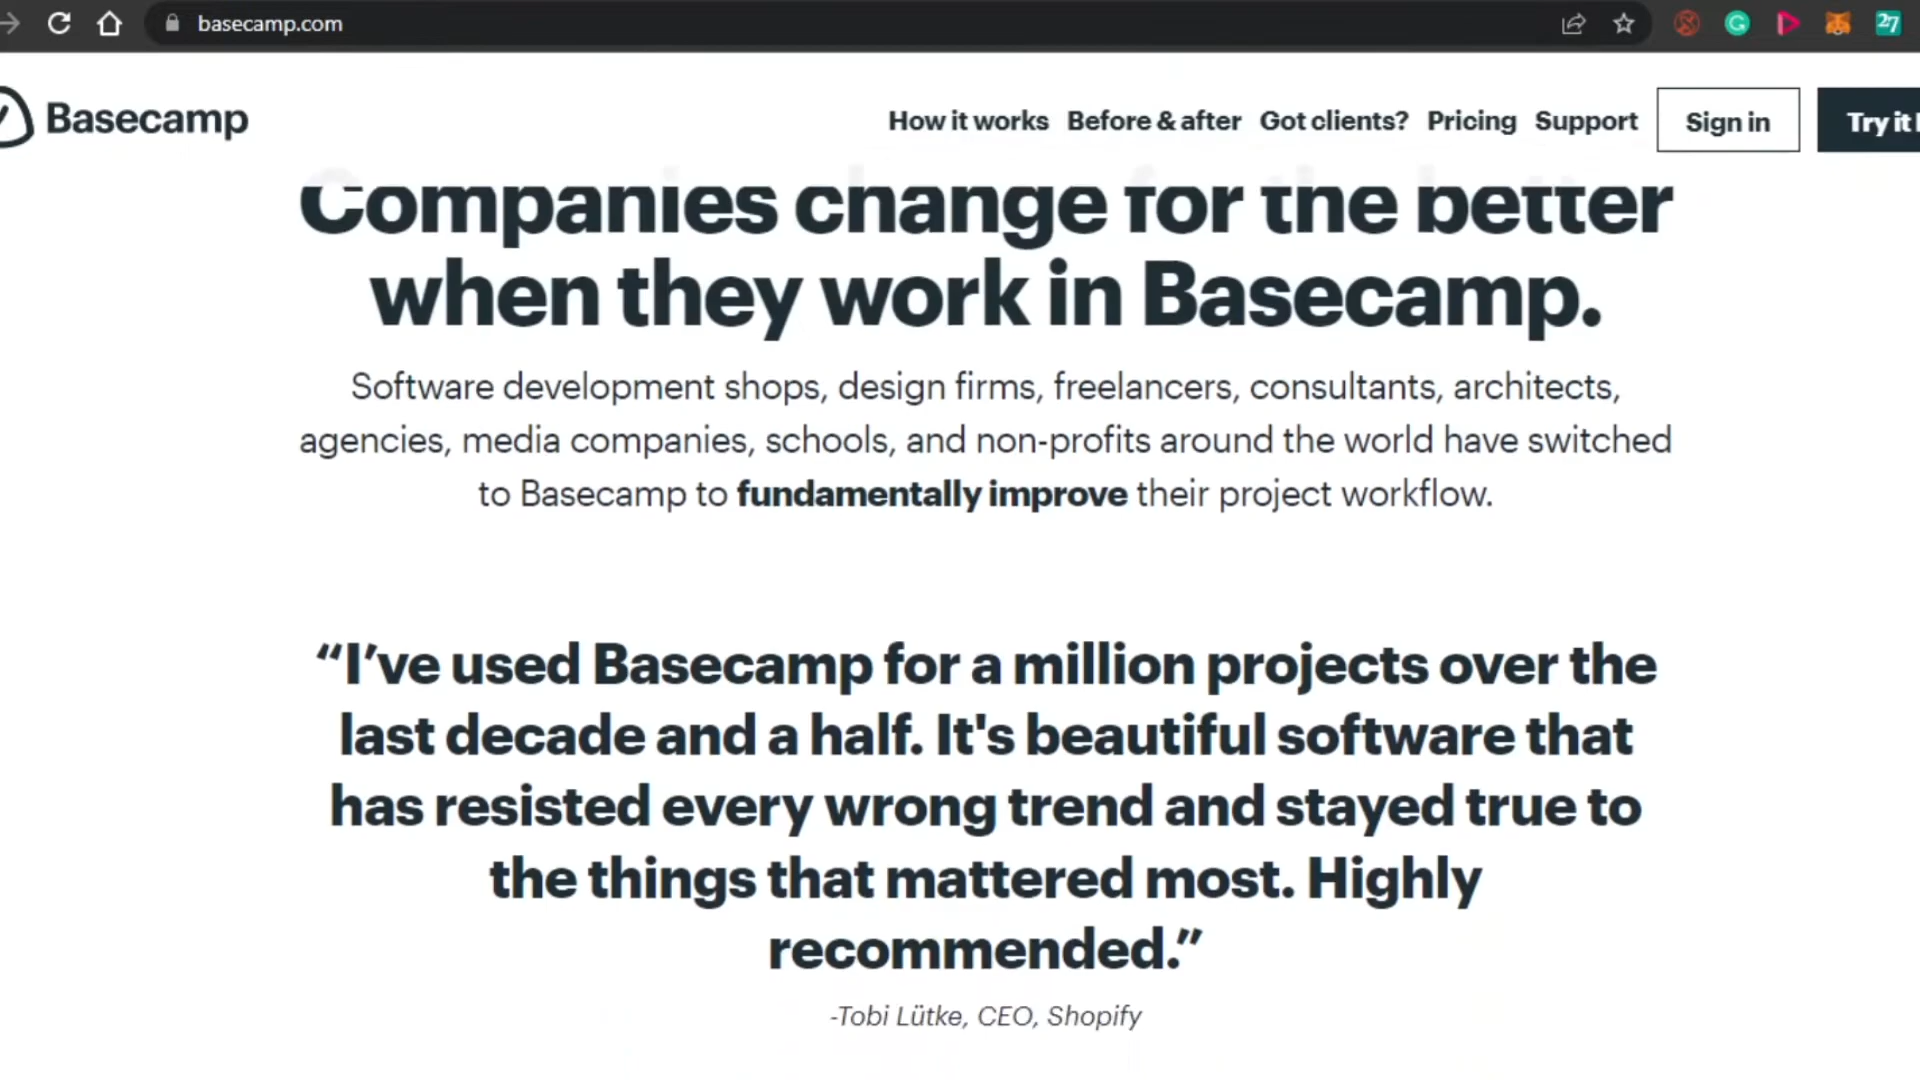 basecamp.com
27
Basecamp
How it works Before & after Got clients? Pricing Support Sign in Try it
Companies change for the better
when they work in Basecamp.
Software development shops, design firms, freelancers, consultants, architects,
agencies, media companies, schools, and non-profits around the world have switched
to Basecamp to fundamentally improve their project workflow.
“I’ve used Basecamp for a million projects over the
last decade and a half. It's beautiful software that
has resisted every wrong trend and stayed true to
the things that mattered most. Highly
recommended.”
-Tobi Lütke, CEO, Shopify